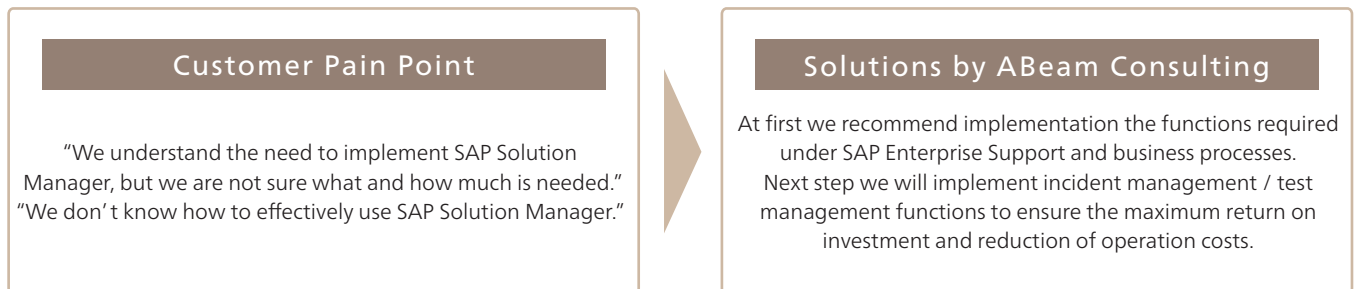 Customer Pain Point
“We understand the need to implement SAP Solution
Manager, but we are not sure what and how much is needed.”
“We don’t know how to effectively use SAP Solution Manager.”
Solutions by ABeam Consulting
At first we recommend implementation the functions required
under SAP Enterprise Support and business processes.
Next step we will implement incident management / test
management functions to ensure the maximum return on
investment and reduction of operation costs.